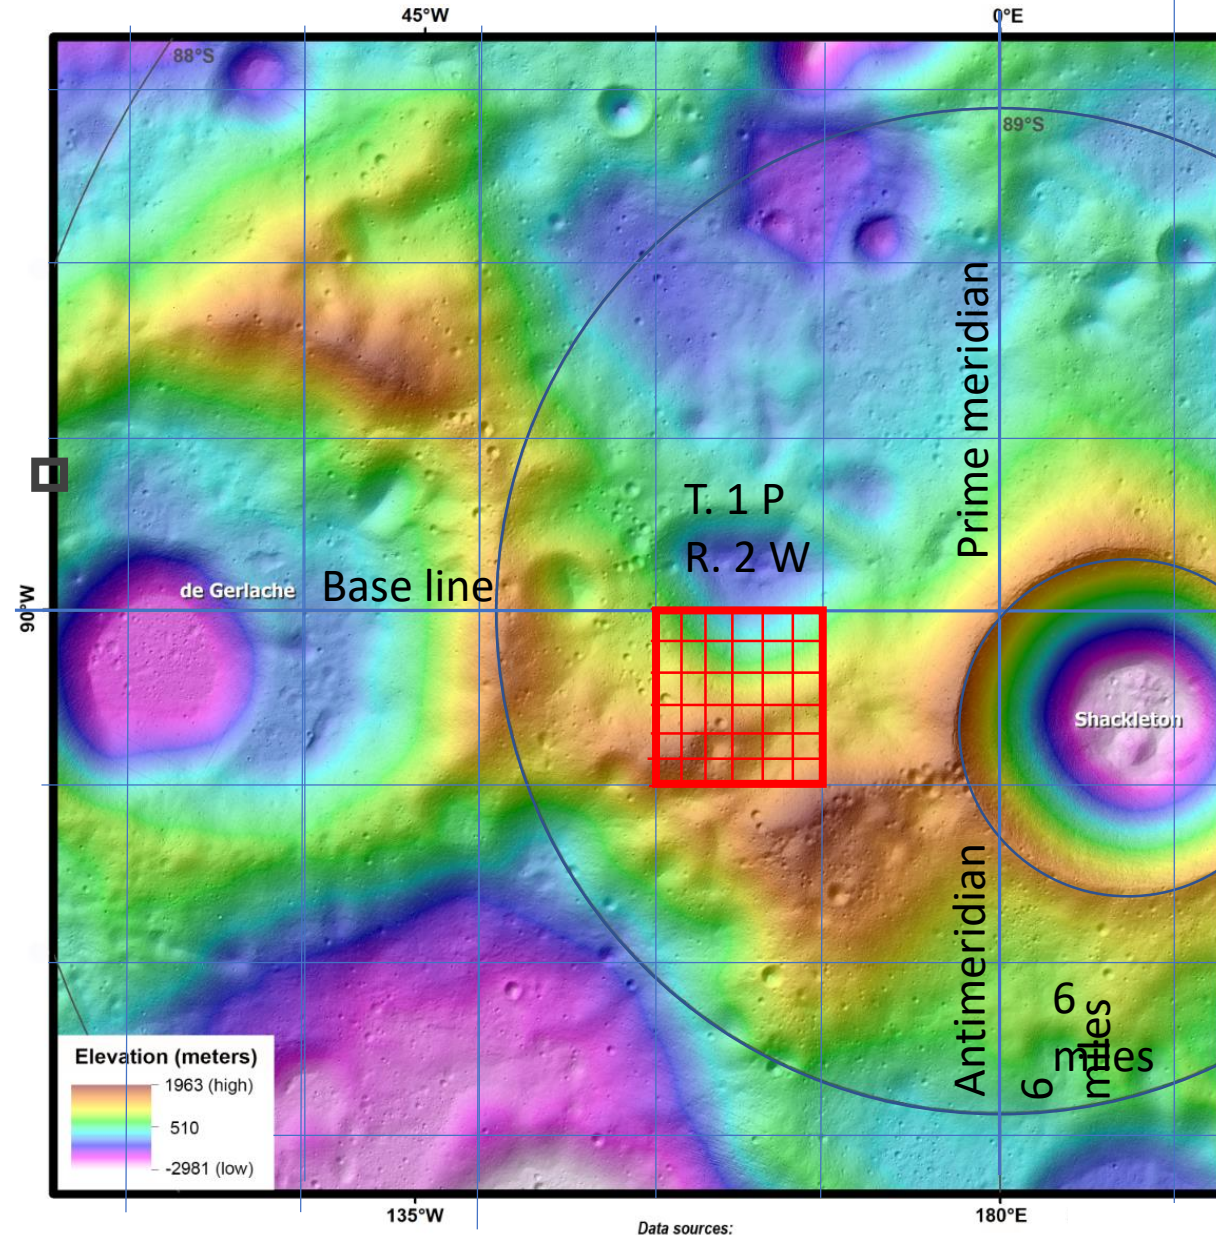 45°W
0°E
88°S
89°S
Prime meridian
T. 1 P
R. 2 W
de Gerlache
Base line
90°W
Shackleton
Antimeridian
6
miles
6
miles
Elevation (meters)
1963 (high)
510
-2981 (low)
135°W
180°E
Data sources: